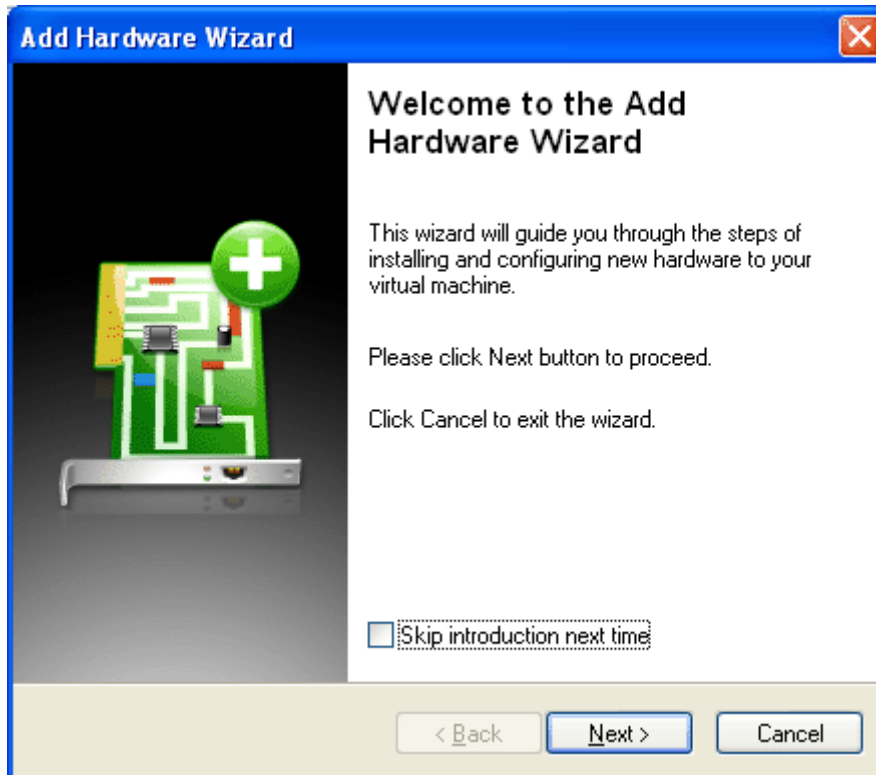 Add Hardware Wizard
Welcome to the Add
Hardware Wizard
This wizard will guide you through the steps of
installing and configuring new hardware to your
virtual machine.
Please click Next button to proceed.
Click Cancel to exit the wizard.
Skip introduction next time
< Back Next > Cancel